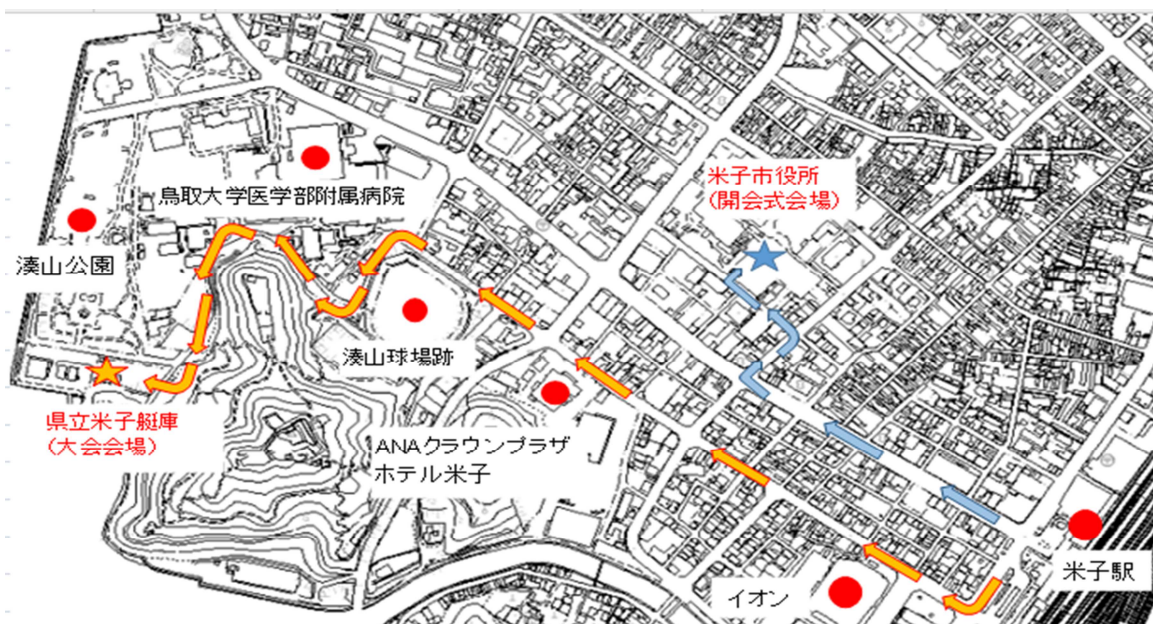 鳥取大学医学部附属病院
米子市役所
(開会式会場)
湊山公園
湊山球場跡
県立米子艇庫
(大会会場)
ANAクラウンプラザ
ホテル米子
イオン
米子駅